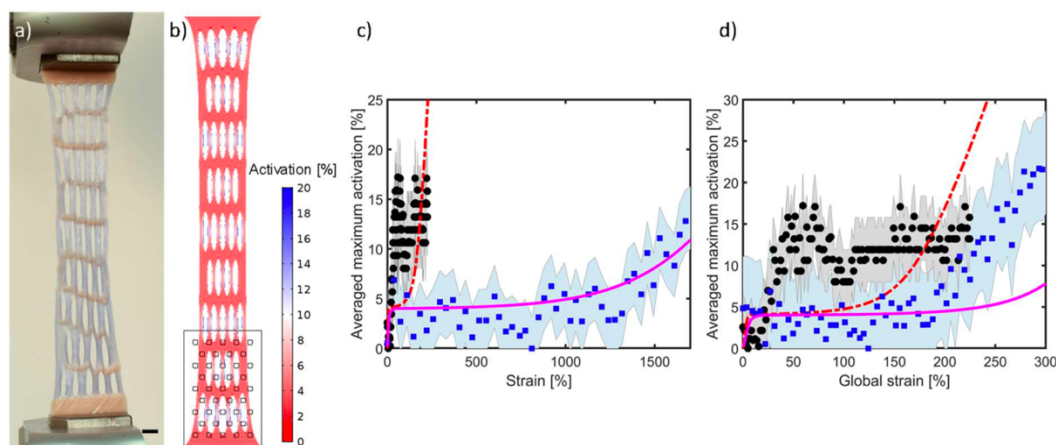 a)
b)
c)
d)
Activation [%]
20
18
16
14
12
10
8
6
4
2
0
Averaged maximum activation [%]
25
20
15
10
5
0
0 500 1000 1500
Strain [%]
Averaged maximum activation [%]
30
25
20
15
10
5
0
0 50 100 150 200 250 300
Global strain [%]